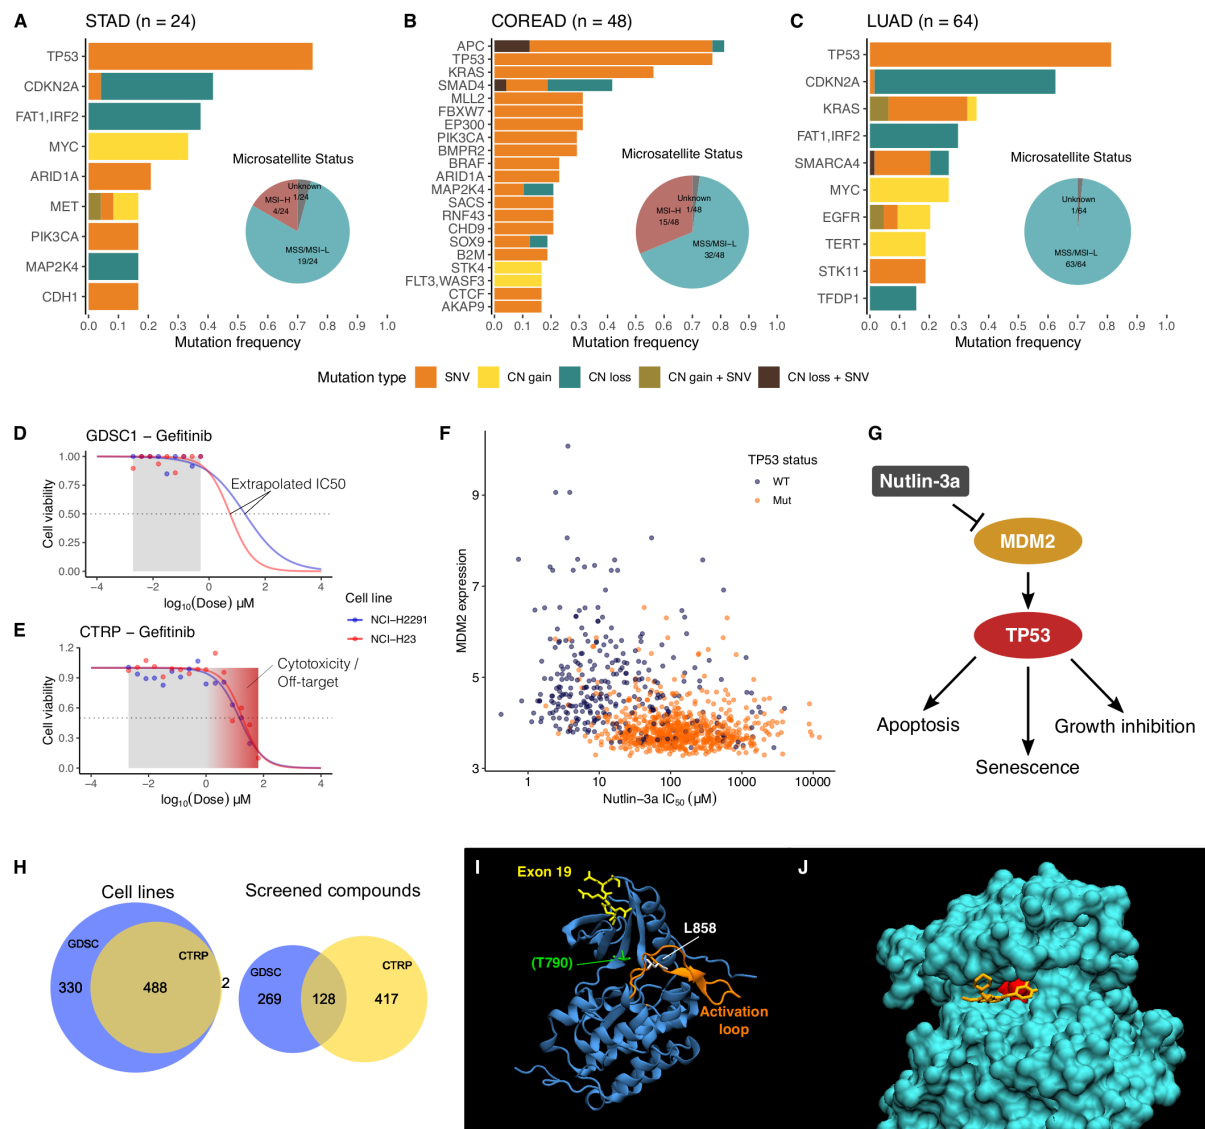 A
STAD (n = 24)
TP53
CDKN2A
FAT1,IRF2
MYC
ARID1A
MET
PIK3CA
MAP2K4
CDH1
Microsatellite Status
Unknown
1/24
MSI−H
4/24
MSS/MSI−L
19/24
0.0 0.1 0.2 0.3 0.4 0.5 0.6 0.7 0.8 0.9 1.0
Mutation frequency
B
COREAD (n = 48)
APC
TP53
KRAS
SMAD4
MLL2
FBXW7
EP300
PIK3CA
BMPR2
BRAF
ARID1A
MAP2K4
SACS
RNF43
CHD9
SOX9
B2M
STK4
FLT3,WASF3
CTCF
AKAP9
Microsatellite Status
Unknown
1/48
MSI−H
15/48
MSS/MSI−L
32/48
0.0 0.1 0.2 0.3 0.4 0.5 0.6 0.7 0.8 0.9 1.0
Mutation frequency
C
LUAD (n = 64)
TP53
CDKN2A
KRAS
FAT1,IRF2
SMARCA4
MYC
EGFR
TERT
STK11
TFDP1
Microsatellite Status
Unknown
1/64
MSS/MSI−L
63/64
0.0 0.1 0.2 0.3 0.4 0.5 0.6 0.7 0.8 0.9 1.0
Mutation frequency
Mutation type SNV CN gain CN loss CN gain + SNV CN loss + SNV
D
GDSC1 − Gefitinib
1.00
0.75
0.50
0.25
0.00
Cell viability
Extrapolated IC50
−4 −2 0 2 4
log10(Dose) µM
Cell line
NCI−H2291
NCI−H23
E
CTRP − Gefitinib
1.2
0.9
0.6
0.3
0.0
Cell viability
Cytotoxicity /
Off-target
−4 −2 0 2 4
log10(Dose) µM
F
9
7
5
3
MDM2 expression
TP53 status
WT
Mut
1 10 100 1000 10000
Nutlin−3a IC50 (µM)
G
Nutlin-3a
MDM2
TP53
Apoptosis
Growth inhibition
Senescence
H
Cell lines
GDSC
CTRP
330
488
2
Screened compounds
GDSC
CTRP
269
128
417
I
Exon 19
L858
(T790)
Activation
loop
J